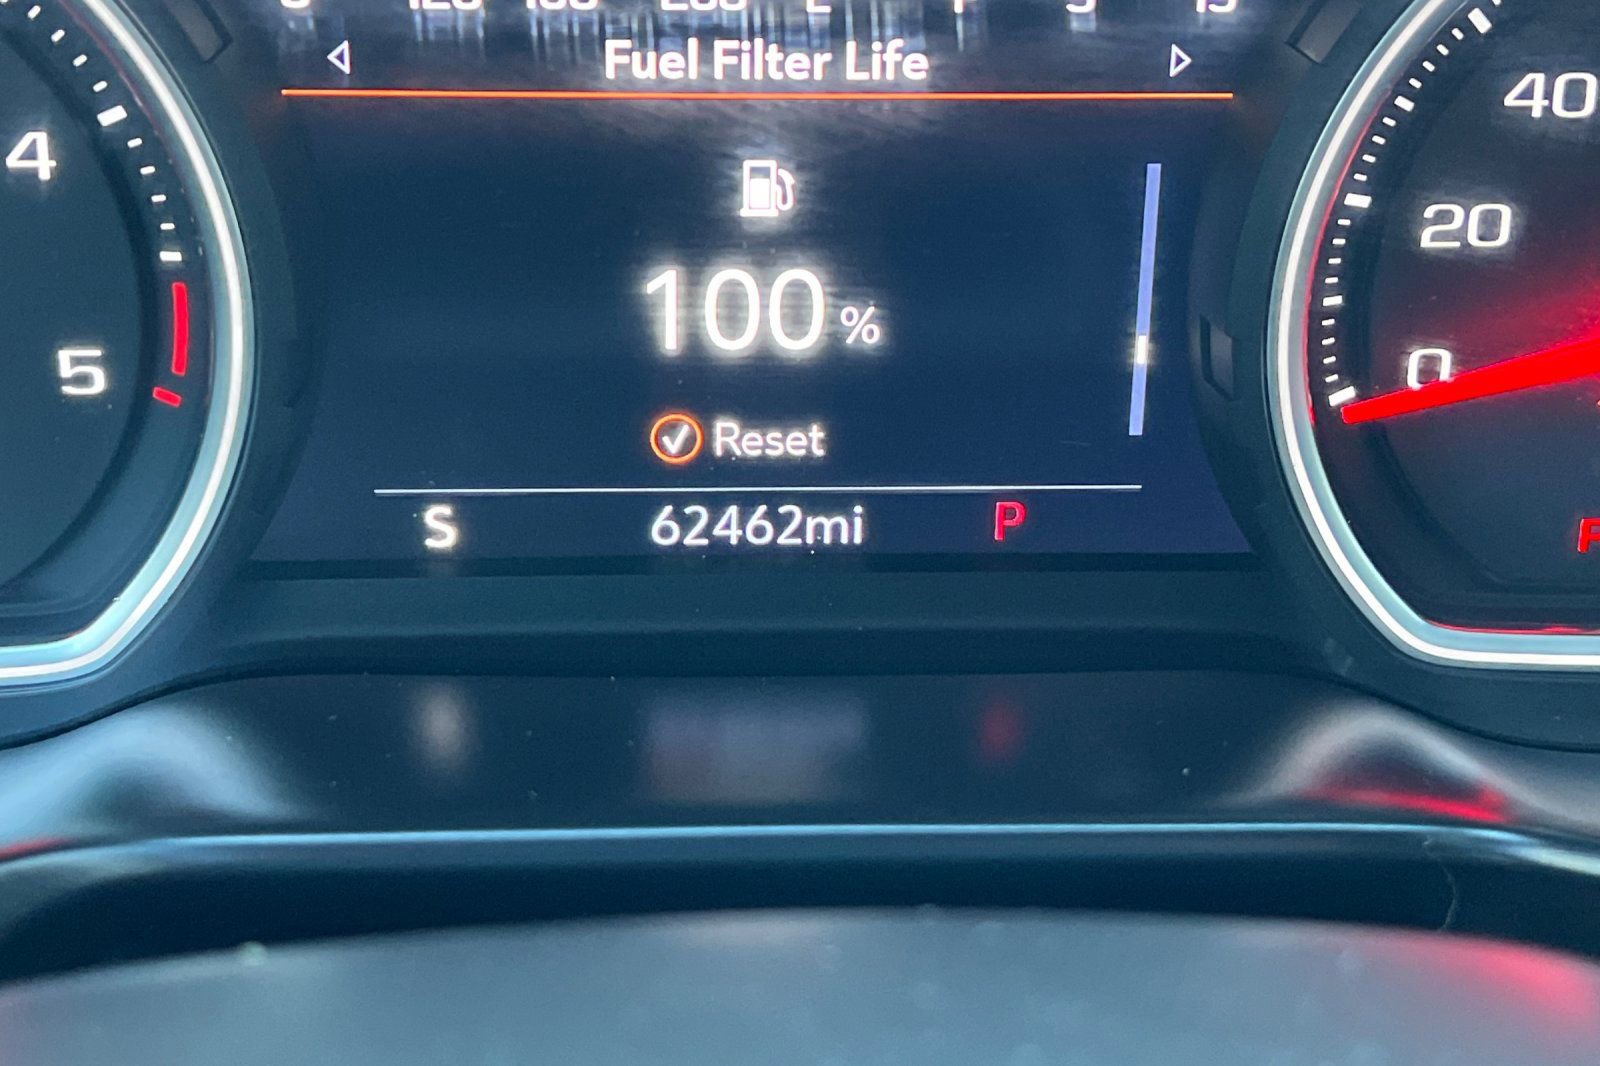 Fuel Filter Life
40
4
20
100 %
0
5
Reset
S 62462mi P